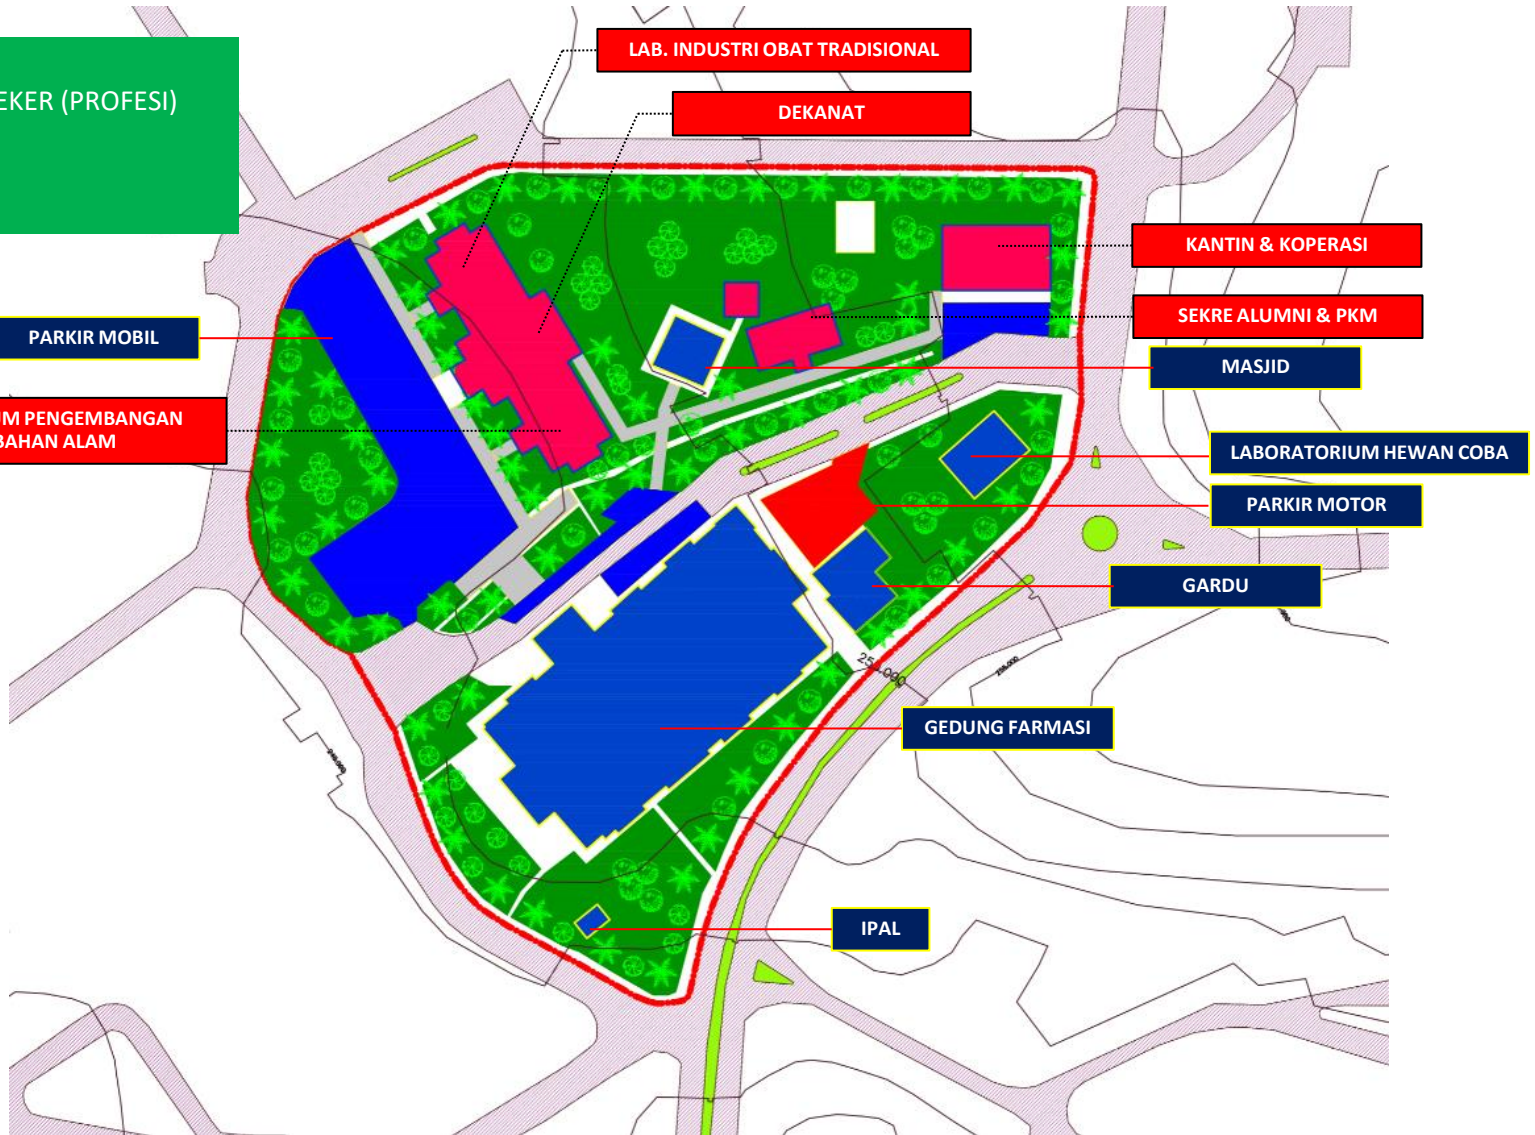 LAB. INDUSTRI OBAT TRADISIONAL
EKER (PROFESI)
DEKANAT
KANTIN & KOPERASI
SEKRE ALUMNI & PKM
PARKIR MOBIL
MASJID
UM PENGEMBANGAN
BAHAN ALAM
LABORATORIUM HEWAN COBA
PARKIR MOTOR
GARDU
GEDUNG FARMASI
IPAL